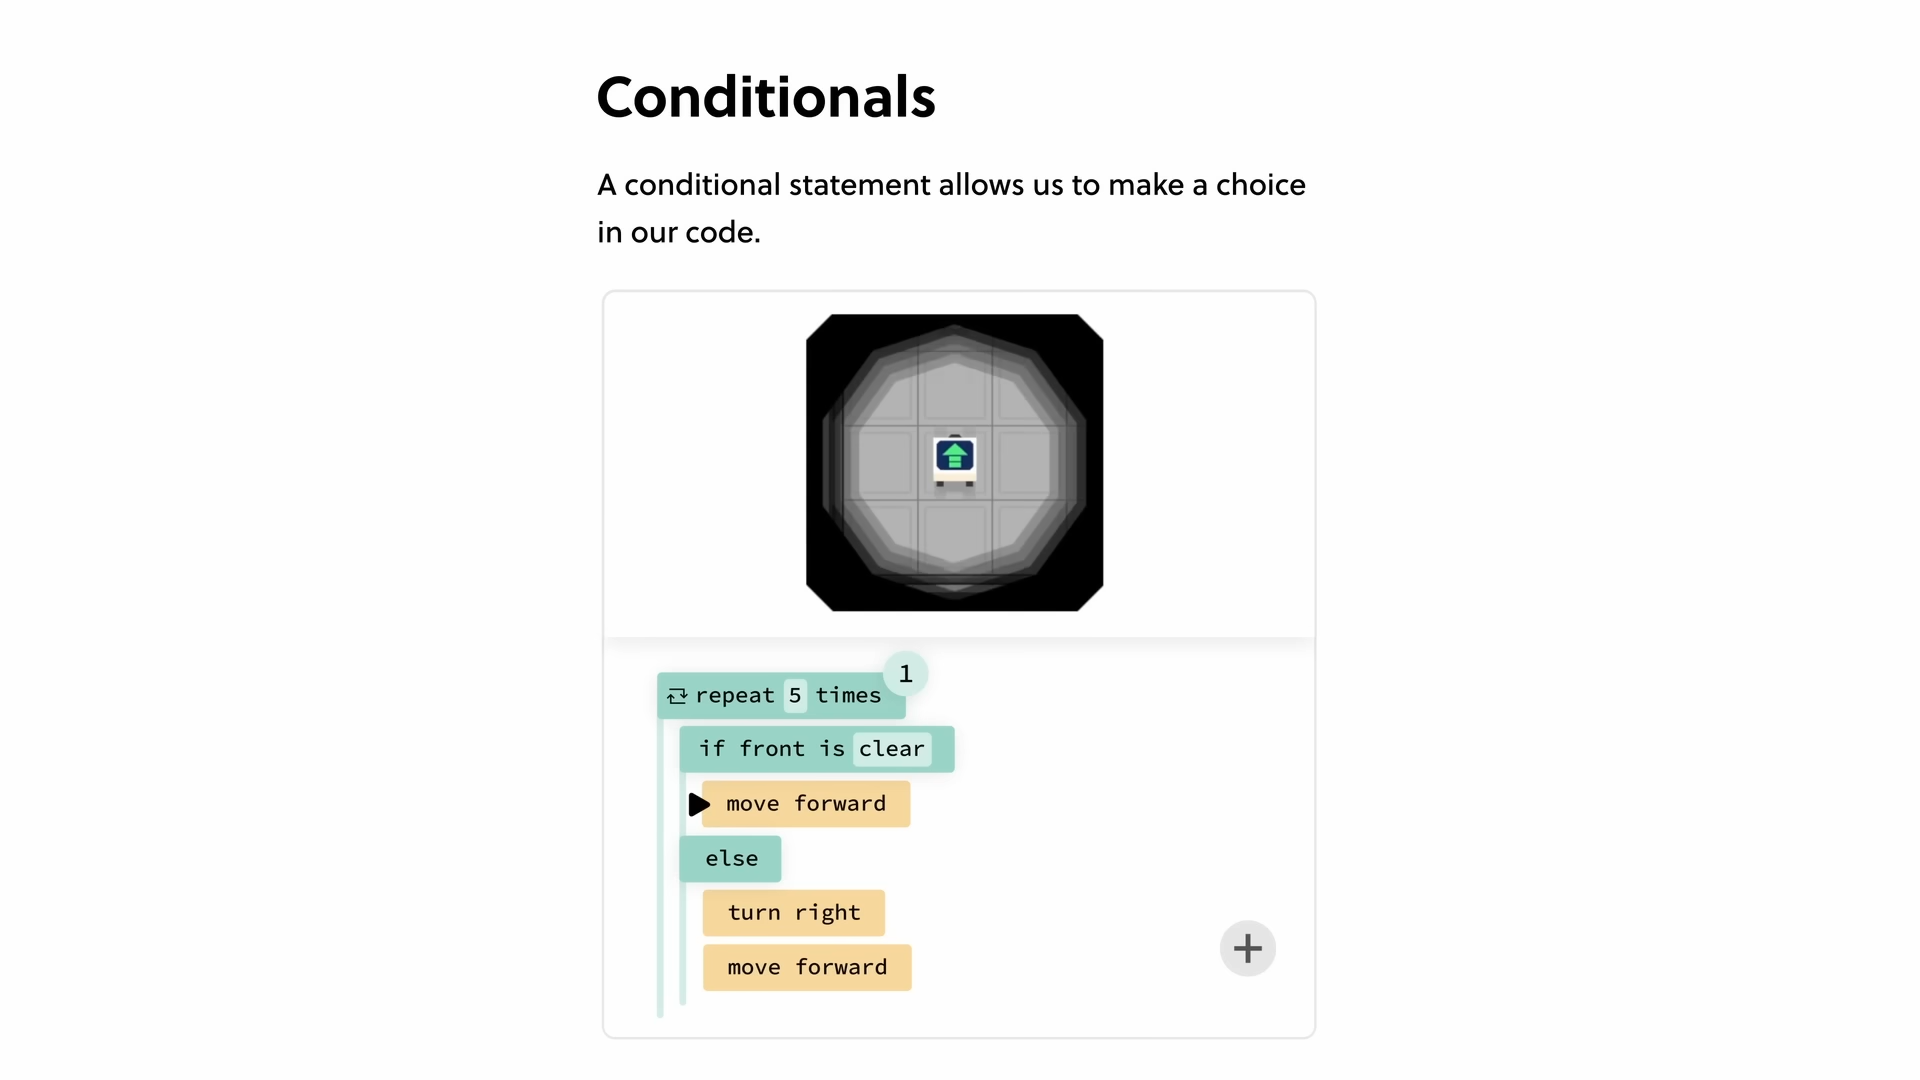 Conditionals
A conditional statement allows us to make a choice
in our code.
1
repeat 5 times
if front is clear
move forward
else
turn right
move forward